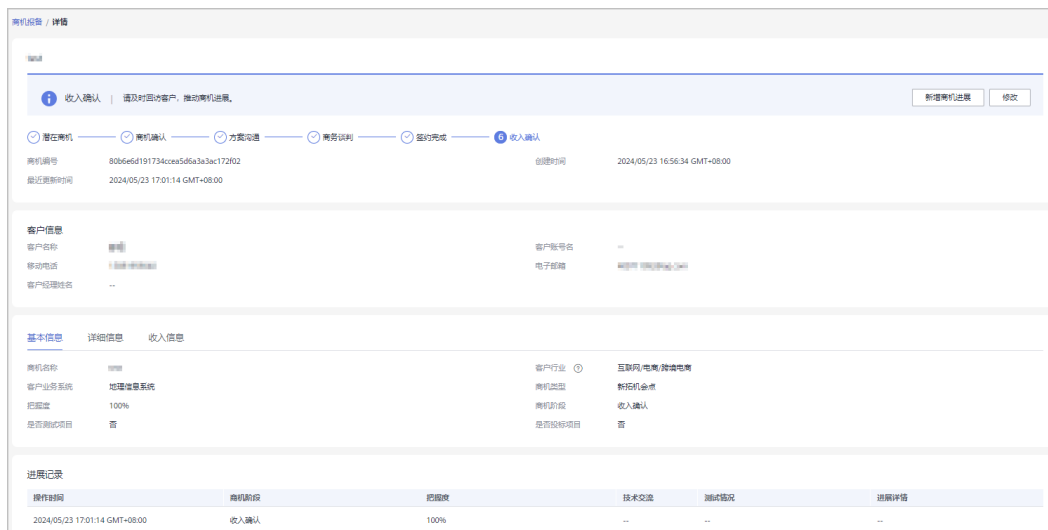 商机报备 / 详情
收入确认 | 请及时回访客户，推动商机进展。 新增商机进展 修改
潜在商机 商机确认 方案沟通 商务谈判 签约完成 6 收入确认
商机编号 80b6e6d191734ccea5d6a3a3ac172f02 创建时间 2024/05/23 16:56:34 GMT+08:00
最近更新时间 2024/05/23 17:01:14 GMT+08:00
客户信息
客户名称 客户账号名 --
移动电话 电子邮箱
客户经理姓名 --
基本信息 详细信息 收入信息
商机名称 客户行业 ? 互联网/电商/跨境电商
客户业务系统 地理信息系统 商机类型 新拓机会点
把握度 100% 商机阶段 收入确认
是否测试项目 否 是否投标项目 否
进展记录
操作时间 商机阶段 把握度 技术交流 测试情况 进展详情
2024/05/23 17:01:14 GMT+08:00 收入确认 100% -- -- --